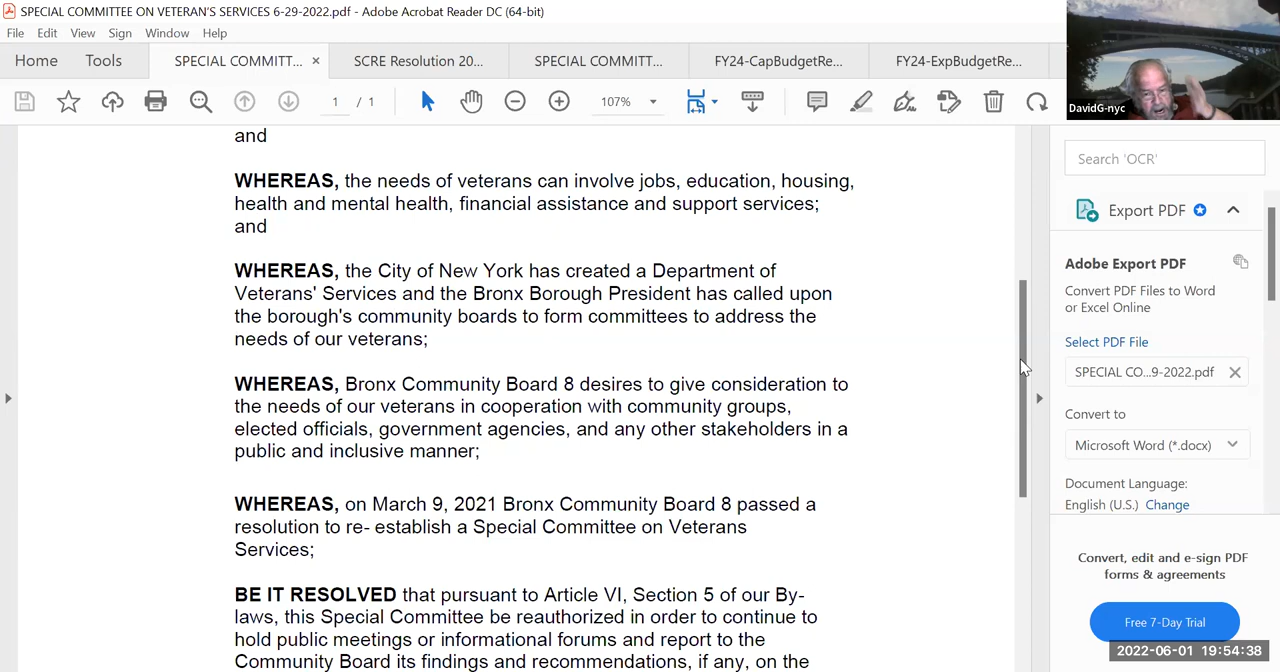 SPECIAL COMMITTEE ON VETERAN'S SERVICES 6-29-2022.pdf - Adobe Acrobat Reader DC (64-bit)
File Edit View Sign Window Help
Home Tools SPECIAL COMMITT... × SCRE Resolution 20... SPECIAL COMMITT... FY24-CapBudgetRe... FY24-ExpBudgetRe...
1 / 1 107%
DavidG-nyc
and
WHEREAS, the needs of veterans can involve jobs, education, housing,
health and mental health, financial assistance and support services;
and
WHEREAS, the City of New York has created a Department of
Veterans' Services and the Bronx Borough President has called upon
the borough's community boards to form committees to address the
needs of our veterans;
WHEREAS, Bronx Community Board 8 desires to give consideration to
the needs of our veterans in cooperation with community groups,
elected officials, government agencies, and any other stakeholders in a
public and inclusive manner;
WHEREAS, on March 9, 2021 Bronx Community Board 8 passed a
resolution to re- establish a Special Committee on Veterans
Services;
BE IT RESOLVED that pursuant to Article VI, Section 5 of our By-
laws, this Special Committee be reauthorized in order to continue to
hold public meetings or informational forums and report to the
Community Board its findings and recommendations, if any, on the
Search 'OCR'
Export PDF
Adobe Export PDF
Convert PDF Files to Word
or Excel Online
Select PDF File
SPECIAL CO...9-2022.pdf
Convert to
Microsoft Word (*.docx)
Document Language:
English (U.S.) Change
Convert, edit and e-sign PDF
forms & agreements
Free 7-Day Trial
2022-06-01 19:54:38